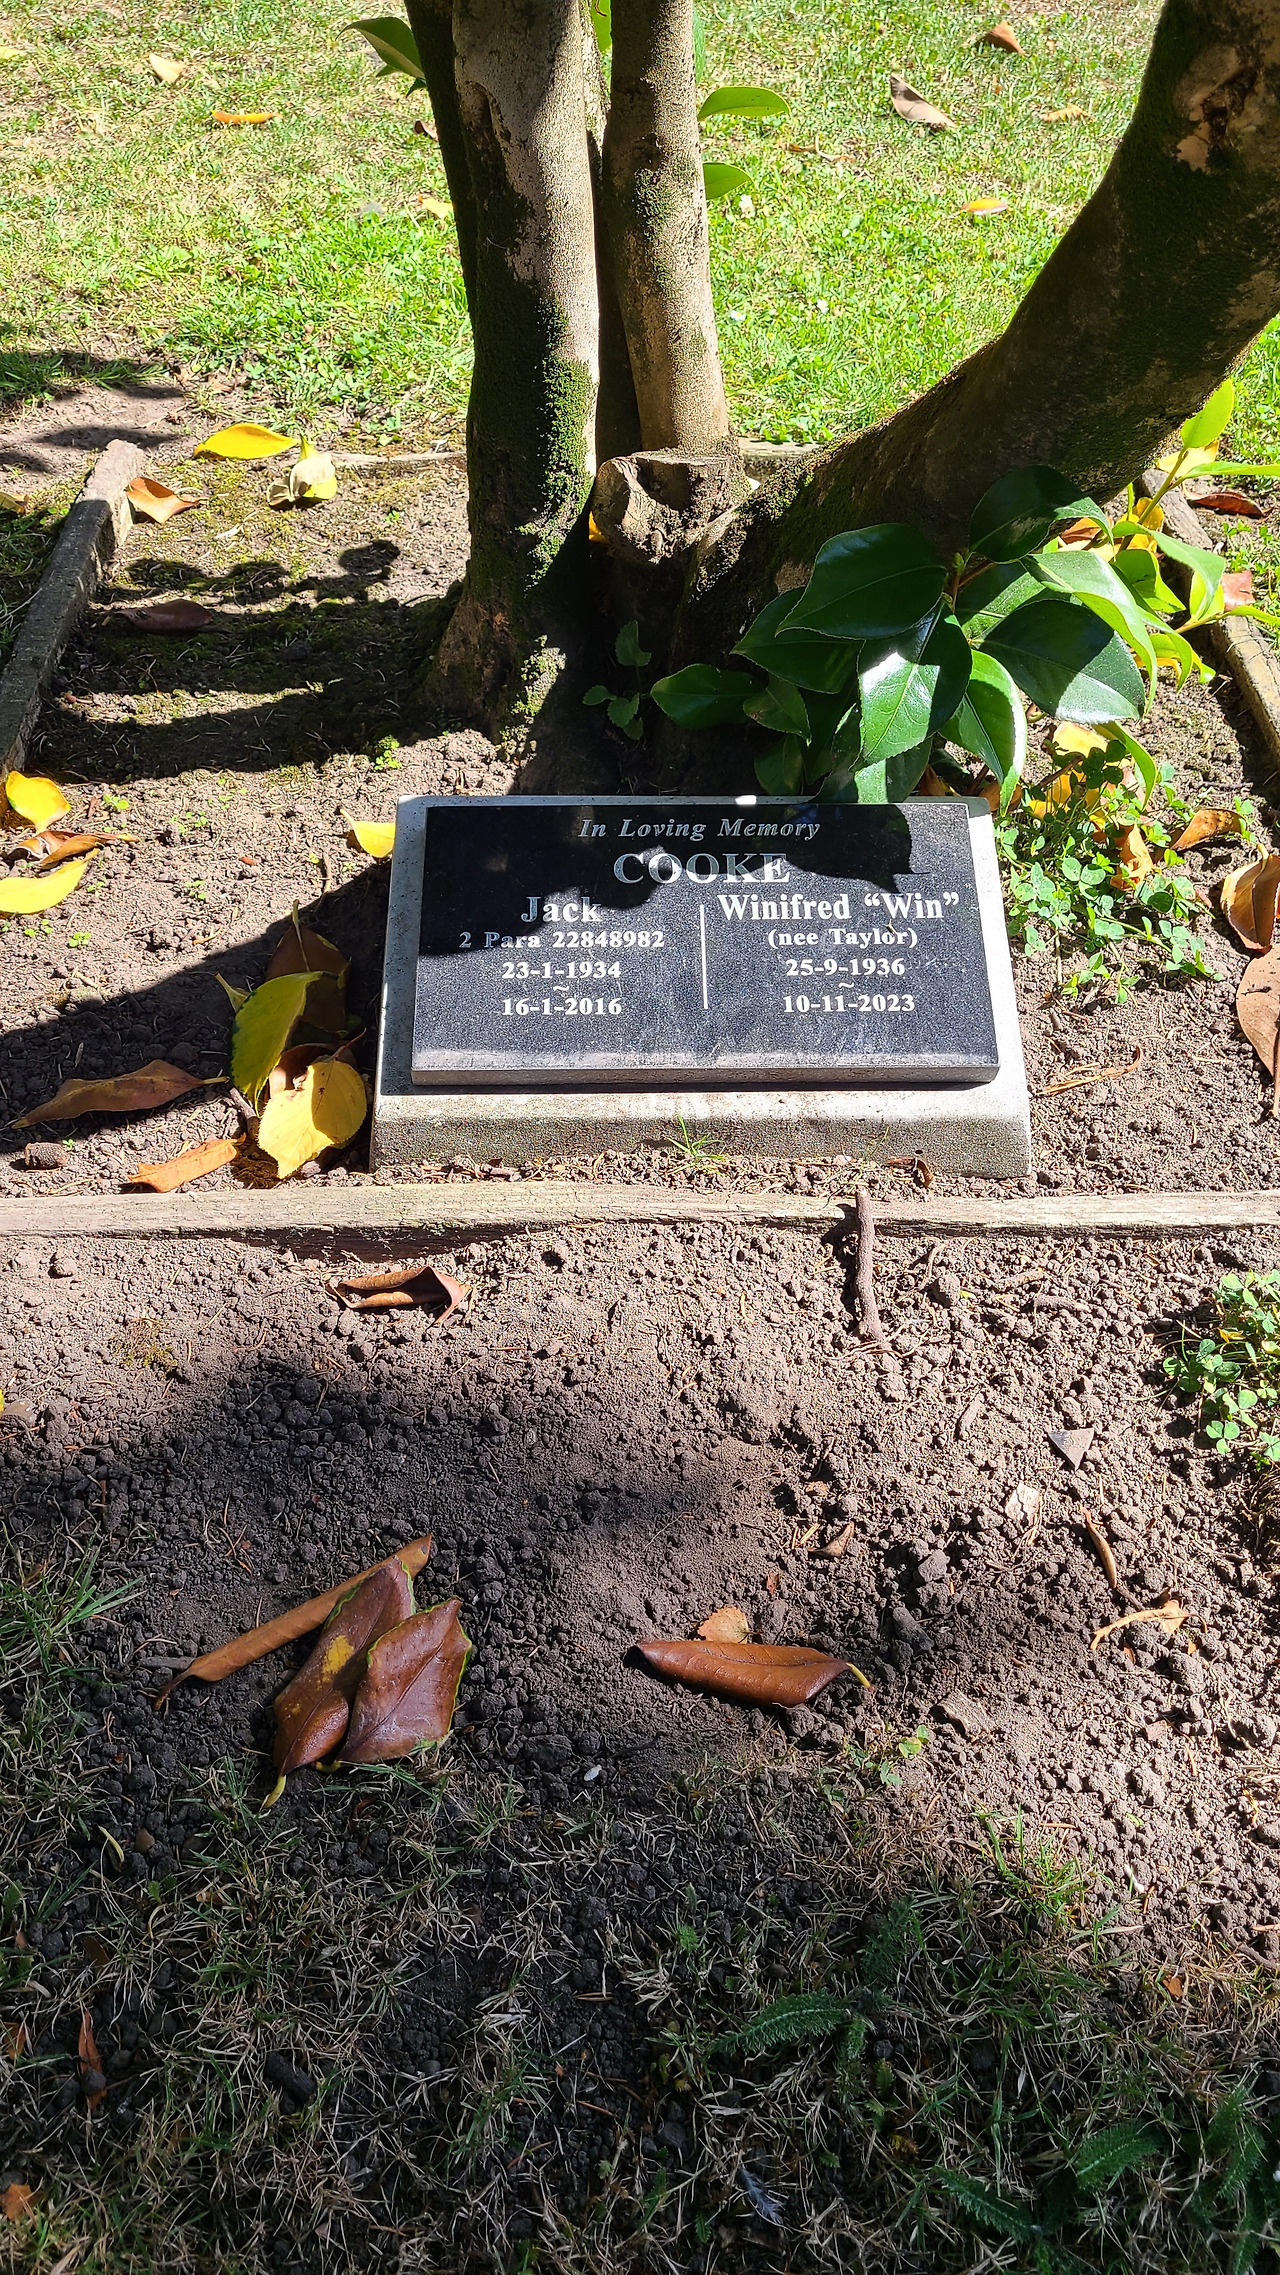 In Loving Memory
COOKE
Jack
2 Para 22848982
23-1-1934
~
16-1-2016
Winifred “Win”
(nee Taylor)
25-9-1936
~
10-11-2023